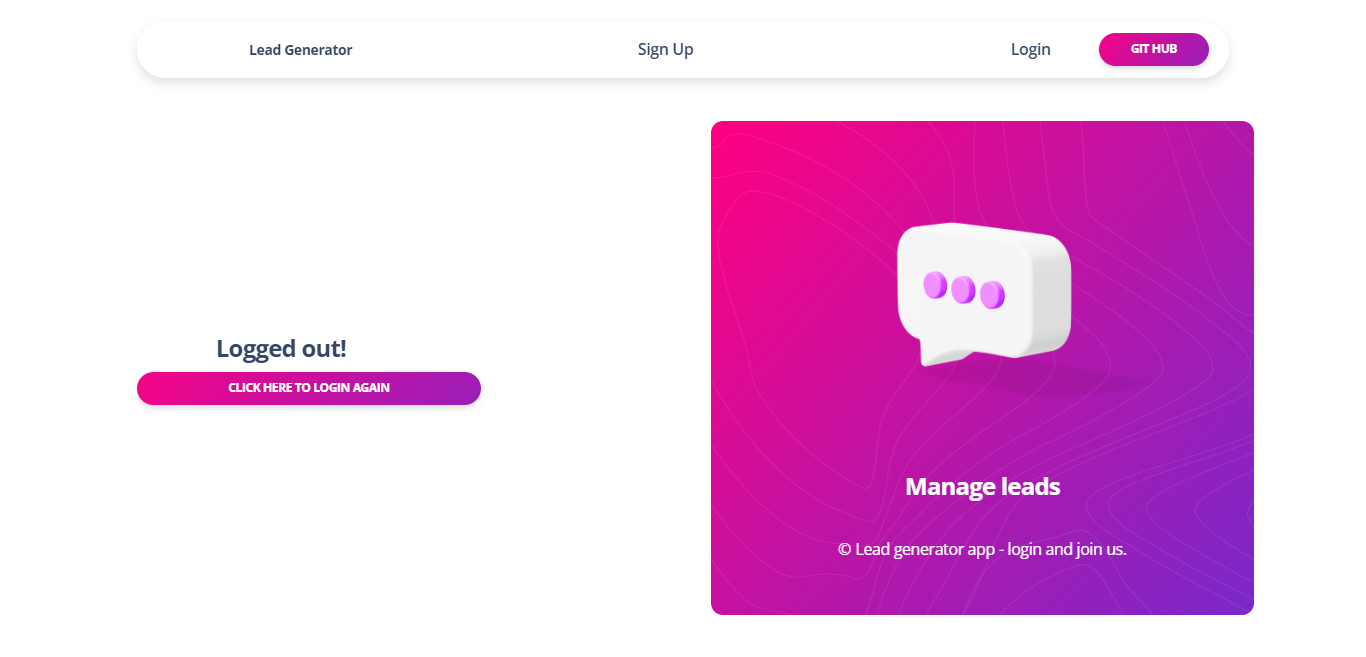 Lead Generator
Sign Up
Login
GIT HUB
Logged out!
CLICK HERE TO LOGIN AGAIN
Manage leads
© Lead generator app - login and join us.